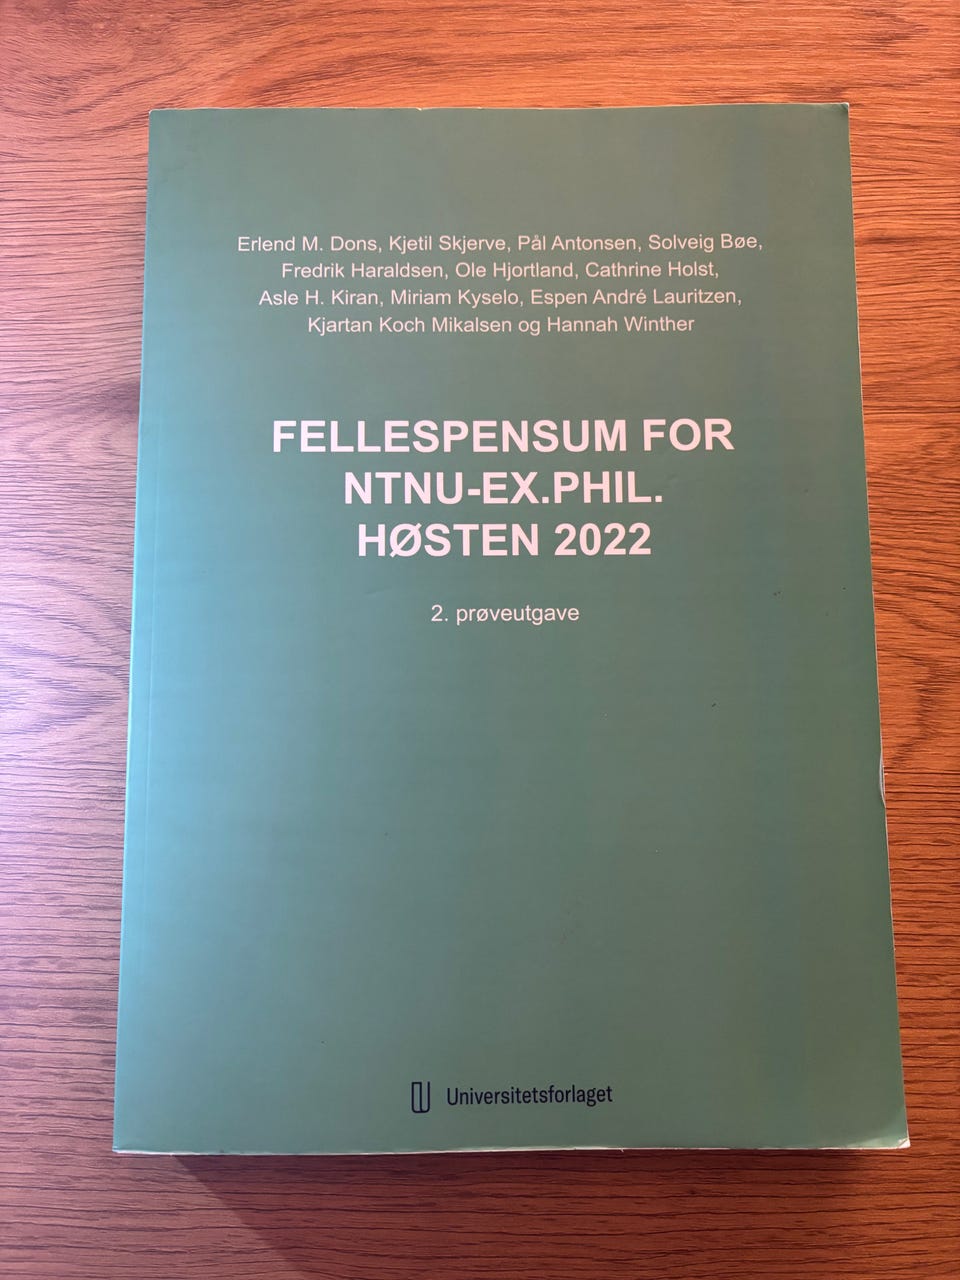 Erlend M. Dons, Kjetil Skjerve, Pål Antonsen, Solveig Bøe,
Fredrik Haraldsen, Ole Hjortland, Cathrine Holst,
Asle H. Kiran, Miriam Kyselo, Espen André Lauritzen,
Kjartan Koch Mikalsen og Hannah Winther
FELLESPENSUM FOR
NTNU-EX.PHIL.
HØSTEN 2022
2. prøveutgave
Universitetsforlaget